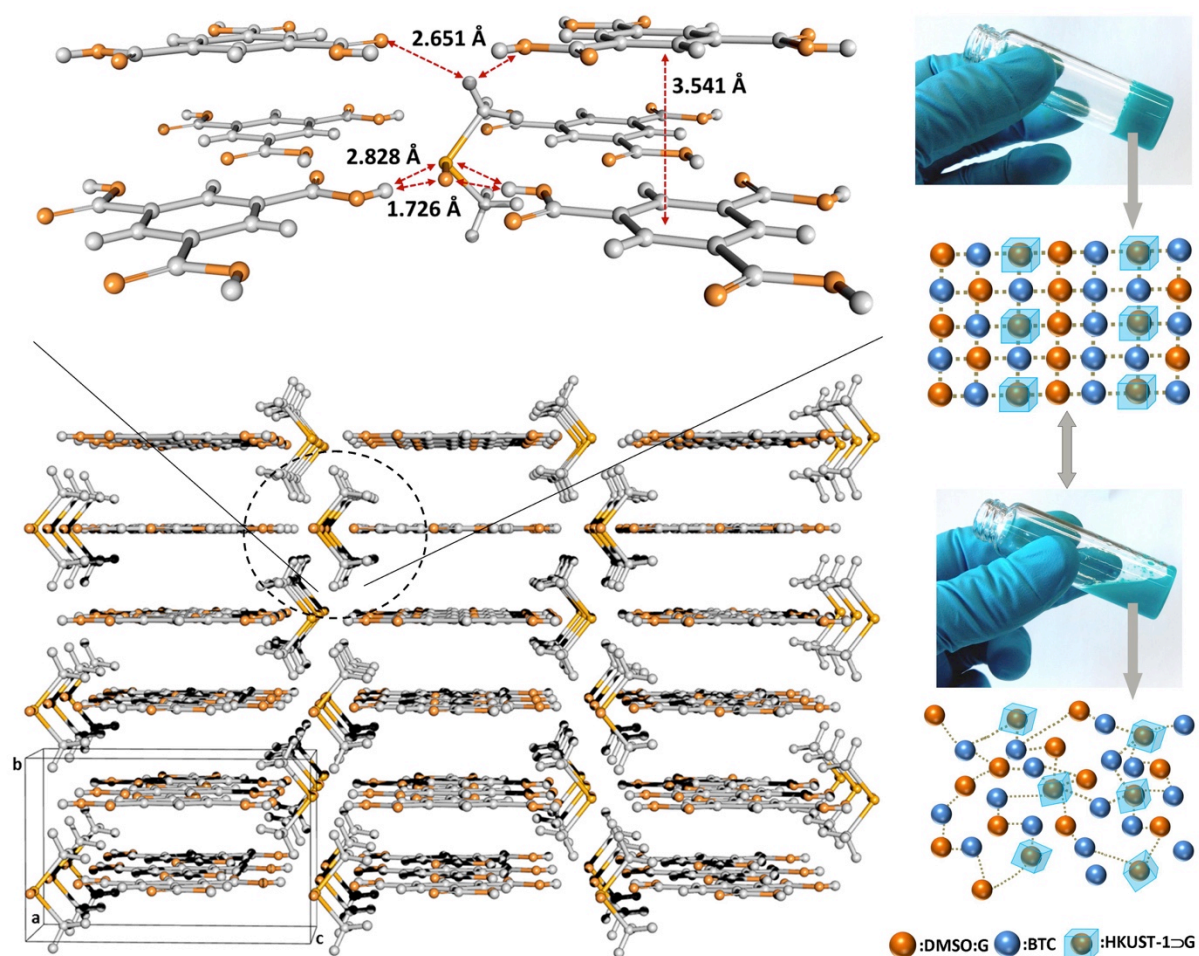 2.651 Å
3.541 Å
2.828 Å
1.726 Å
b
a
c
:DMSO:G :BTC :HKUST-1⊃G